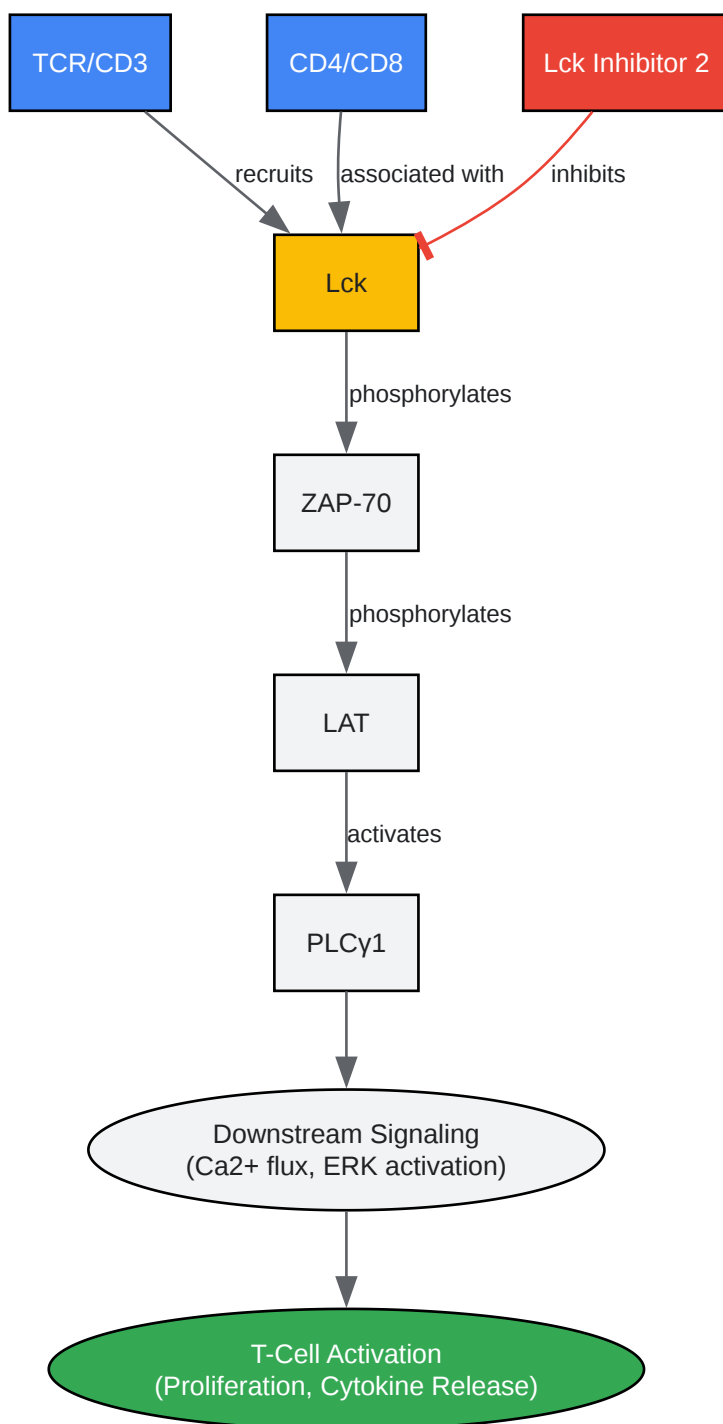 TCR/CD3
CD4/CD8
Lck Inhibitor 2
recruits
associated with
inhibits
Lck
phosphorylates
ZAP-70
phosphorylates
LAT
activates
PLCγ1
Downstream Signaling
(Ca2+ flux, ERK activation)
T-Cell Activation
(Proliferation, Cytokine Release)